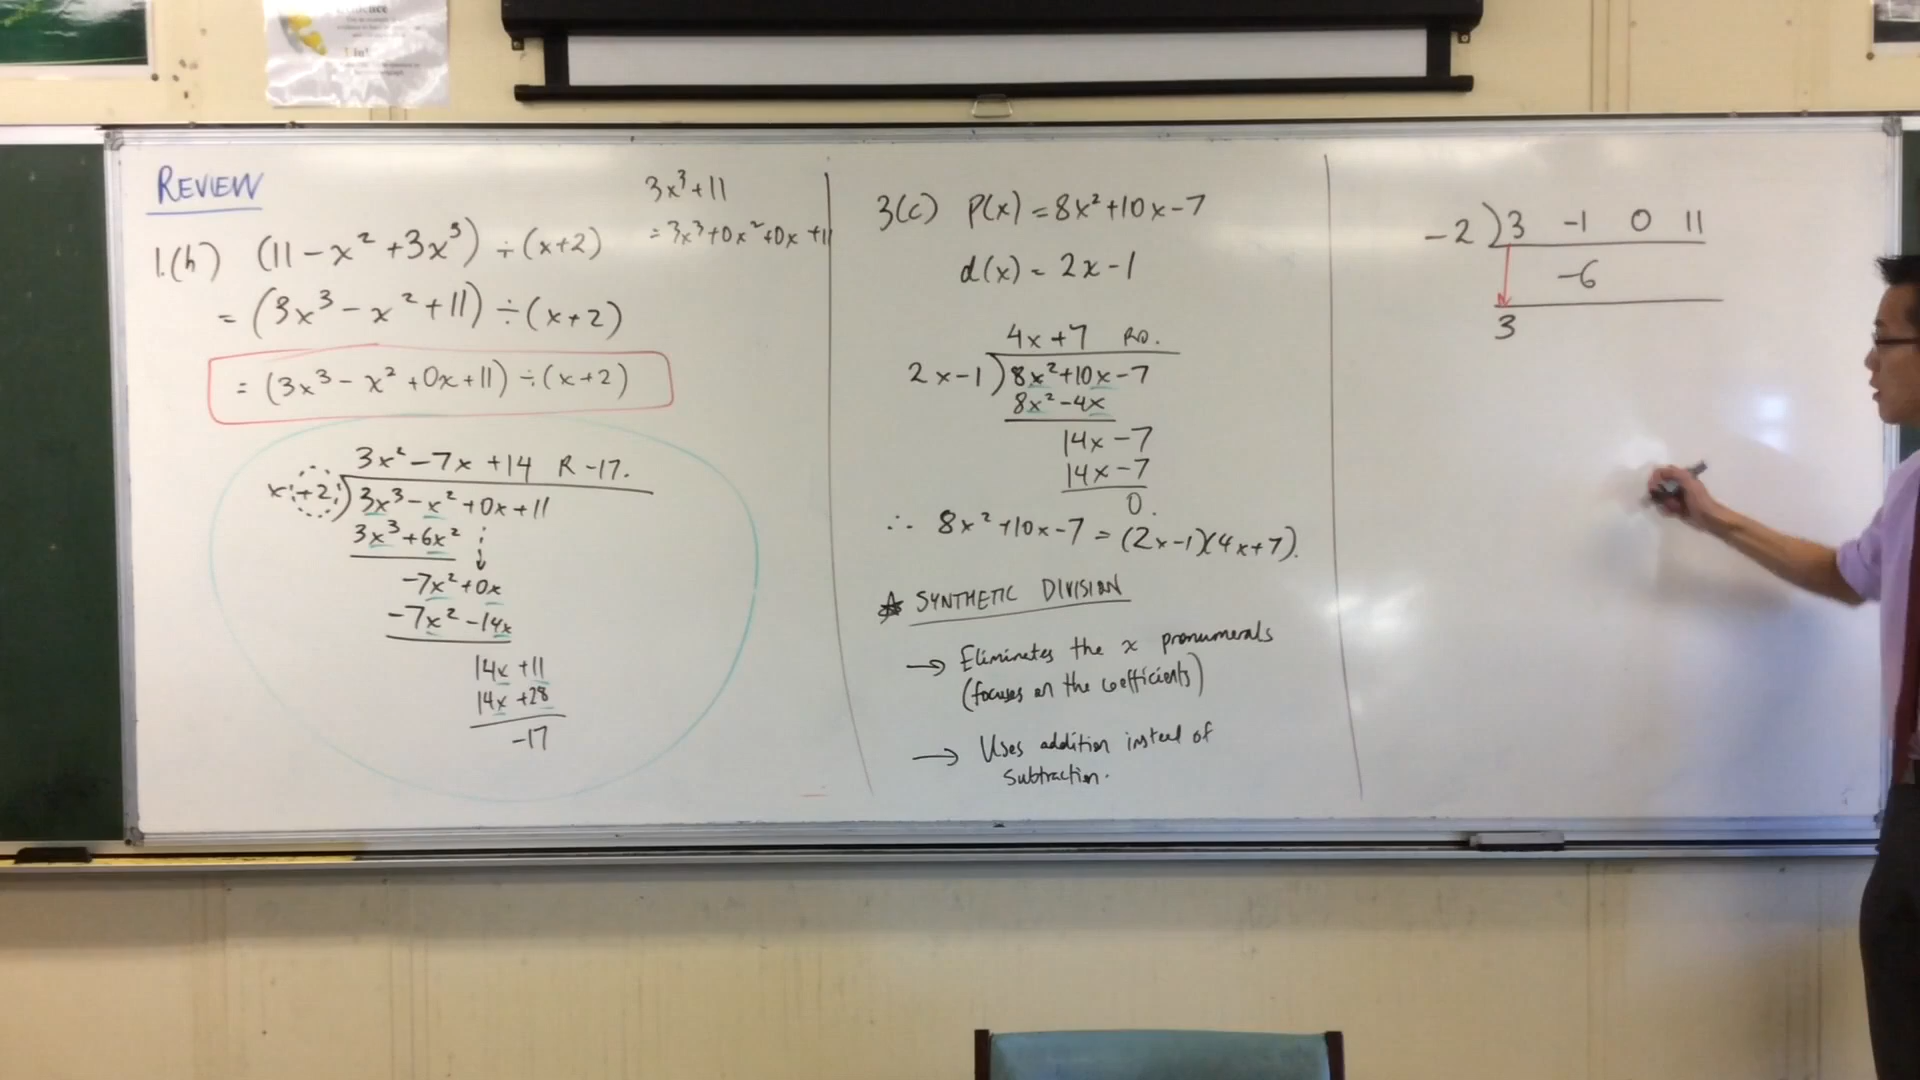 REVIEW
1.(h) (11 - x² + 3x³) ÷ (x+2)
= (3x³ - x² + 11) ÷ (x+2)
= (3x³ - x² + 0x + 11) ÷ (x+2)
3x³ + 11
= 3x³ + 0x² + 0x + 11
3x² - 7x + 14 R -17.
x+2 ) 3x³ - x² + 0x + 11
3x³ + 6x²
-7x² + 0x
-7x² - 14x
14x + 11
14x + 28
-17
3(c) P(x) = 8x² + 10x - 7
d(x) = 2x - 1
4x + 7 R0.
2x-1 ) 8x² + 10x - 7
8x² - 4x
14x - 7
14x - 7
0.
∴ 8x² + 10x - 7 = (2x-1)(4x+7).
☆ SYNTHETIC DIVISION
→ Eliminates the x pronumerals
(focuses on the coefficients)
→ Uses addition instead of
subtraction.
-2 ) 3 -1 0 11
-6
3